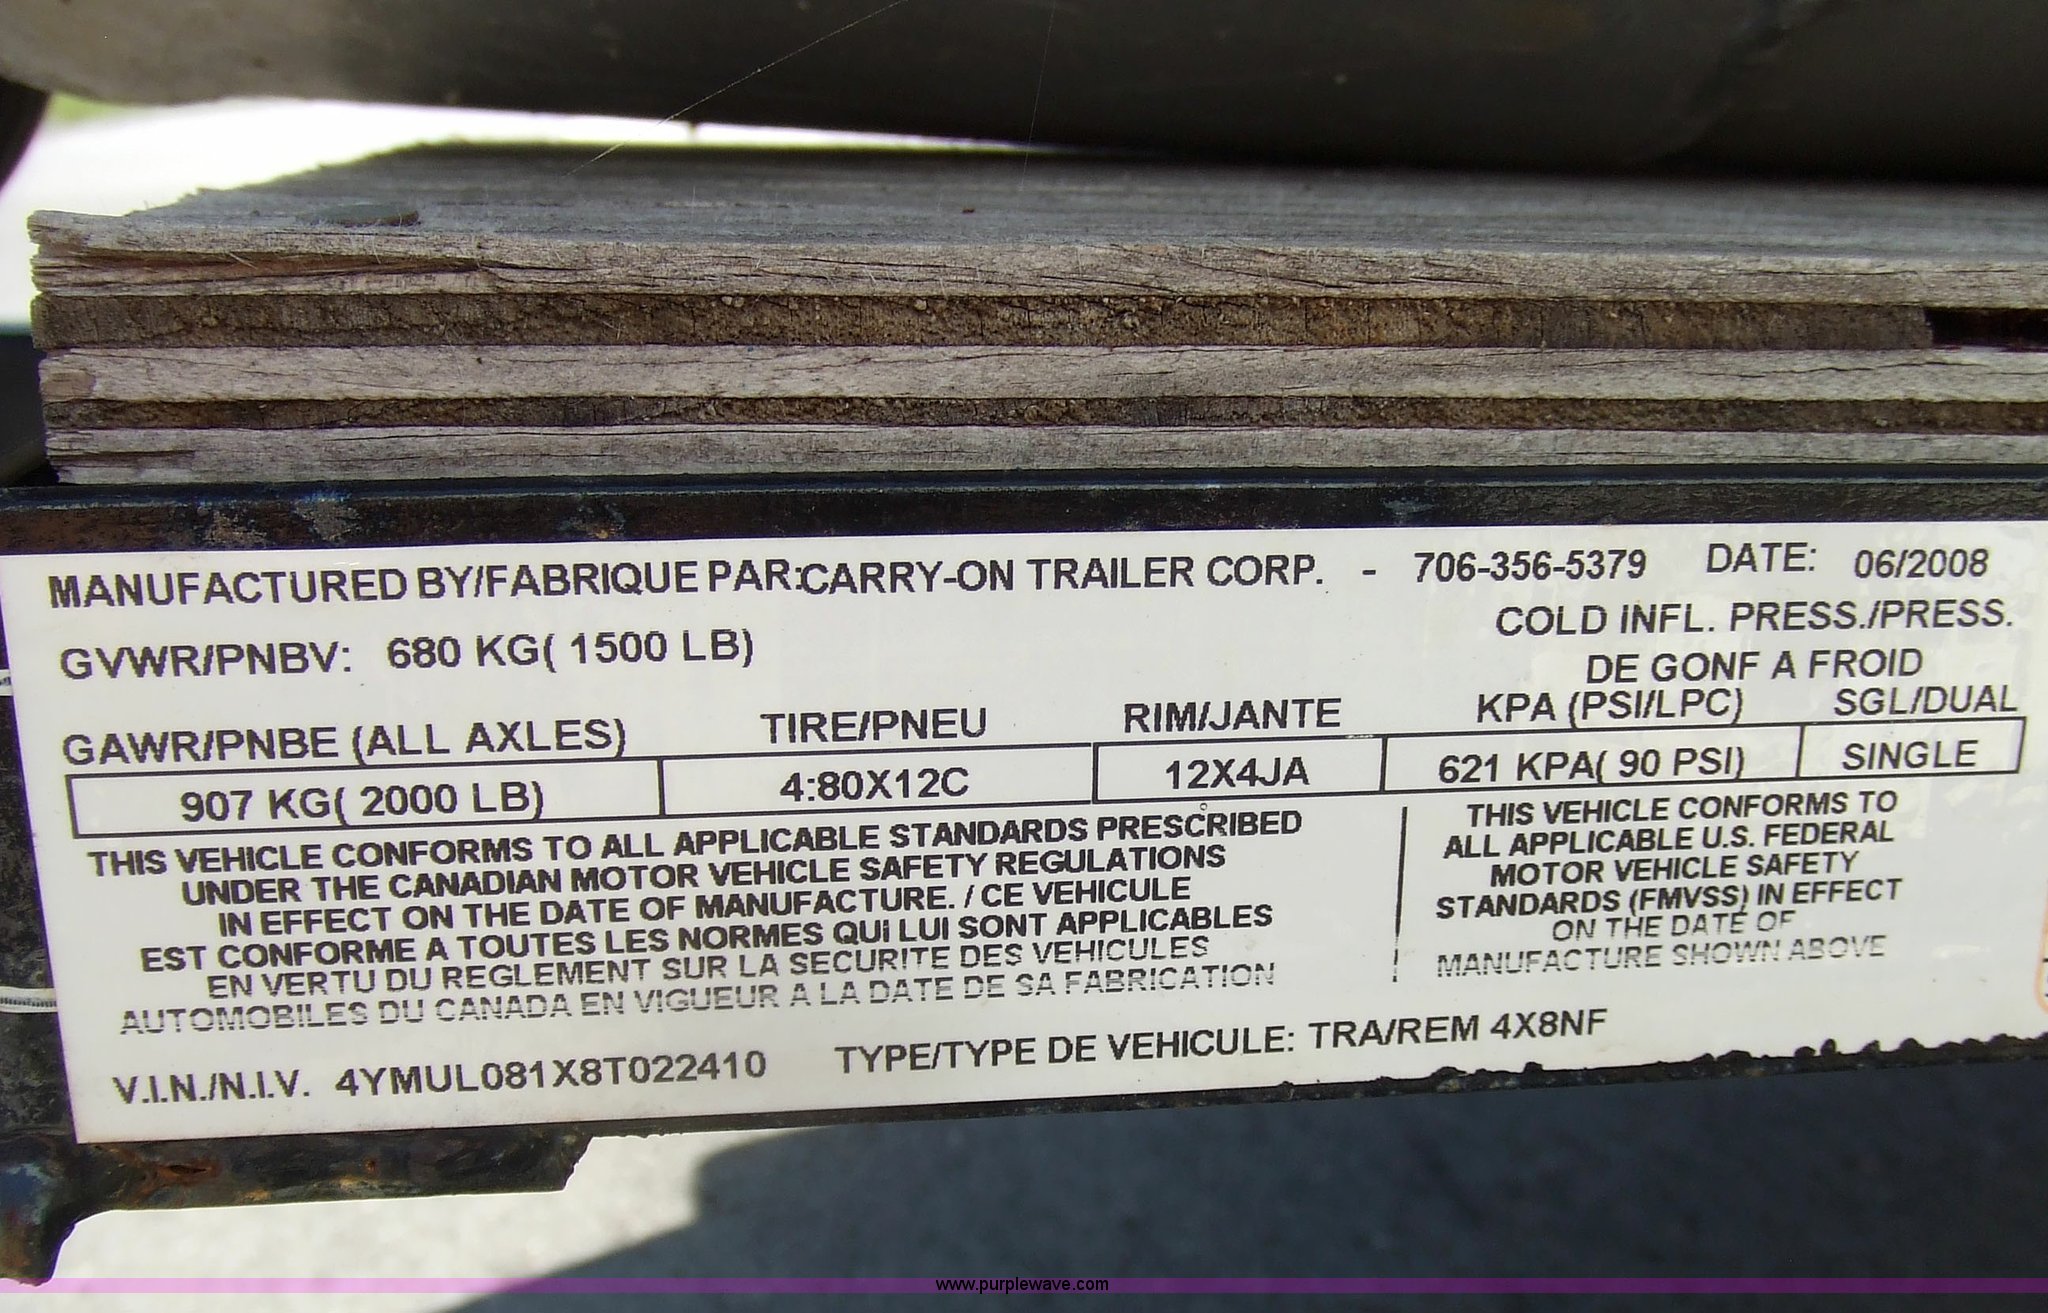 MANUFACTURED BY/FABRIQUE PAR:CARRY-ON TRAILER CORP. - 706-356-5379 DATE: 06/2008
GVWR/PNBV: 680 KG( 1500 LB)
COLD INFL. PRESS./PRESS.
DE GONF A FROID
GAWR/PNBE (ALL AXLES) TIRE/PNEU RIM/JANTE KPA (PSI/LPC) SGL/DUAL
907 KG( 2000 LB) 4:80X12C 12X4JA 621 KPA( 90 PSI) SINGLE
THIS VEHICLE CONFORMS TO ALL APPLICABLE STANDARDS PRESCRIBED
UNDER THE CANADIAN MOTOR VEHICLE SAFETY REGULATIONS
IN EFFECT ON THE DATE OF MANUFACTURE. / CE VEHICULE
EST CONFORME A TOUTES LES NORMES QUi LUI SONT APPLICABLES
EN VERTU DU REGLEMENT SUR LA SECURITE DES VEHICULES
AUTOMOBILES DU CANADA EN VIGUEUR A LA DATE DE SA FABRICATION
THIS VEHICLE CONFORMS TO
ALL APPLICABLE U.S. FEDERAL
MOTOR VEHICLE SAFETY
STANDARDS (FMVSS) IN EFFECT
ON THE DATE OF
MANUFACTURE SHOWN ABOVE
V.I.N./N.I.V. 4YMUL081X8T022410 TYPE/TYPE DE VEHICULE: TRA/REM 4X8NF
www.purplewave.com